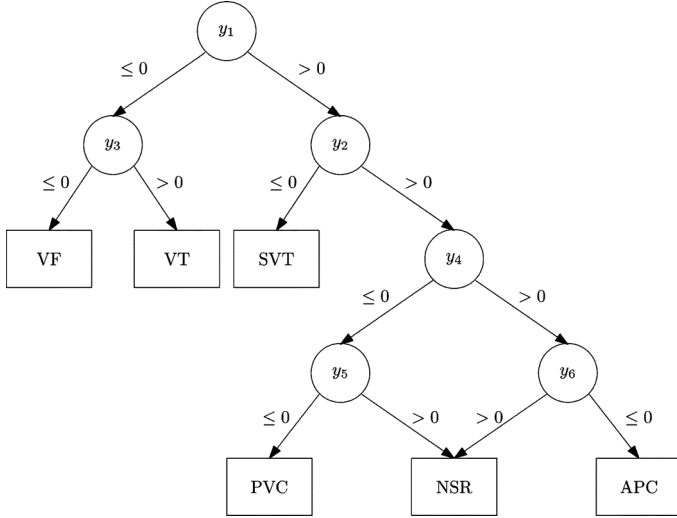 y₁
≤ 0 > 0
y₃ y₂
≤ 0 > 0 ≤ 0 > 0
VF VT SVT y₄
≤ 0 > 0
y₅ y₆
≤ 0 > 0 > 0 ≤ 0
PVC NSR APC